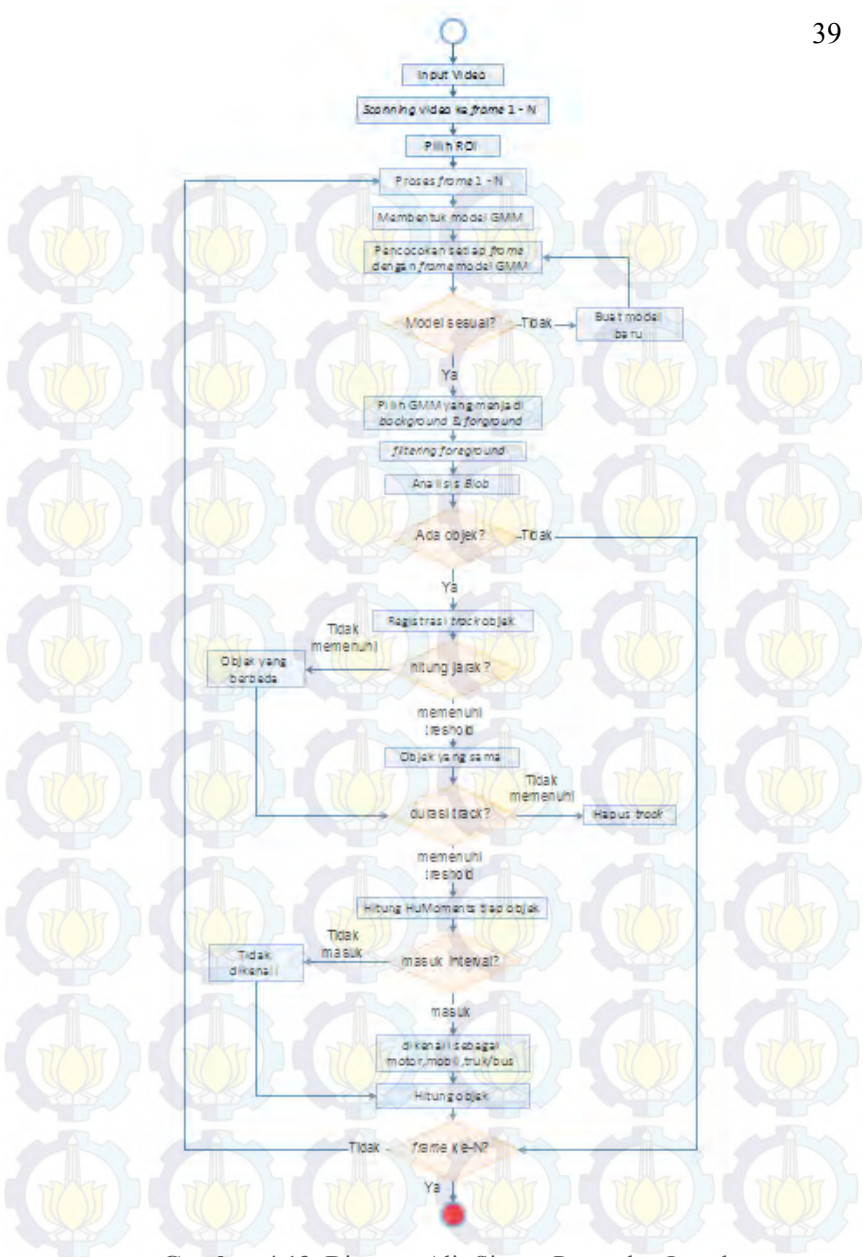 39
Input Video
Scanning video ke frame 1 - N
Pilih ROI
Proses frame 1 - N
Membentuk model GMM
Pencocokan setiap frame
dengan frame model GMM
Model sesuai?
Tidak
Buat model
baru
Ya
Pilih GMM yang menjadi
background & forground
filtering foreground
Analisis Blob
Ada objek?
Tidak
Ya
Registrasi track objek
Tidak
memenuhi
Objek yang
berbeda
hitung jarak?
memenuhi
treshold
Objek yang sama
Tidak
memenuhi
durasi track?
Hapus track
memenuhi
treshold
Hitung HuMoments tiap objek
Tidak
masuk
Tidak
dikenali
masuk interval?
masuk
dikenali sebagai
motor,mobil,truk/bus
Hitung objek
Tidak
frame ke-N?
Ya